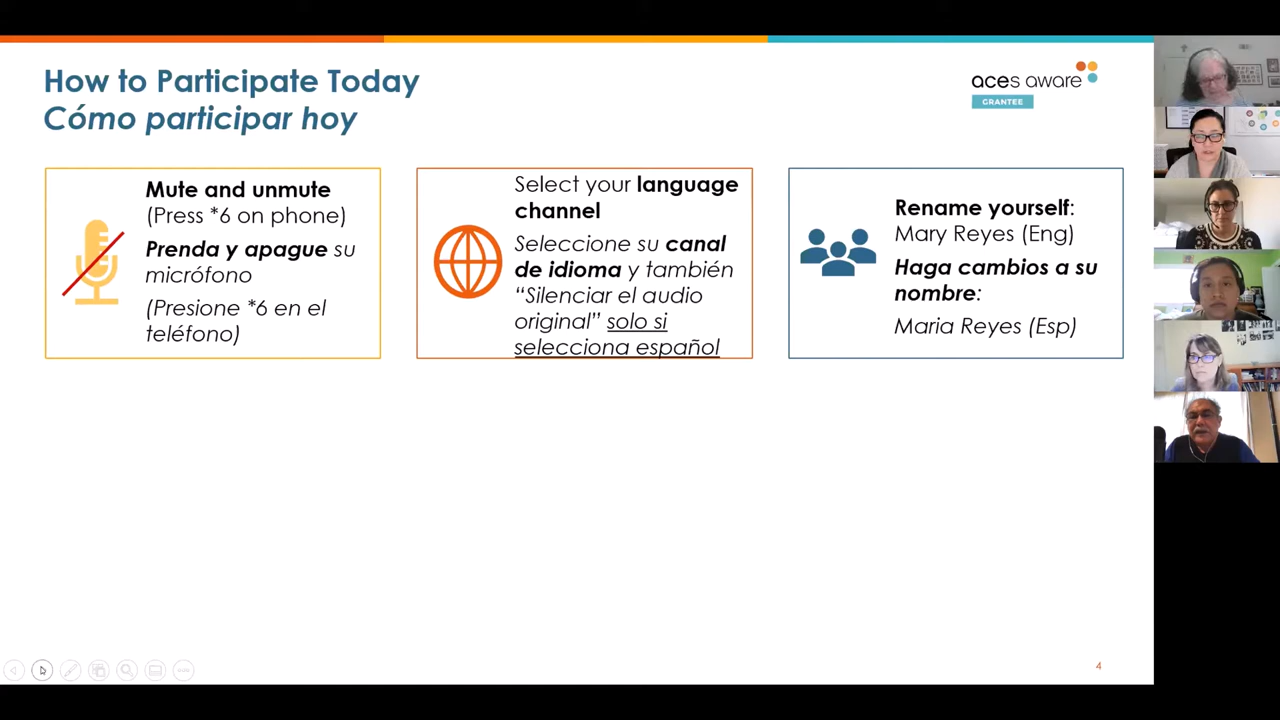 How to Participate Today
Cómo participar hoy
aces aware
GRANTEE
Mute and unmute
(Press *6 on phone)
Prenda y apague su
micrófono
(Presione *6 en el
teléfono)
Select your language
channel
Seleccione su canal
de idioma y también
“Silenciar el audio
original” solo si
selecciona español
Rename yourself:
Mary Reyes (Eng)
Haga cambios a su
nombre:
Maria Reyes (Esp)
4